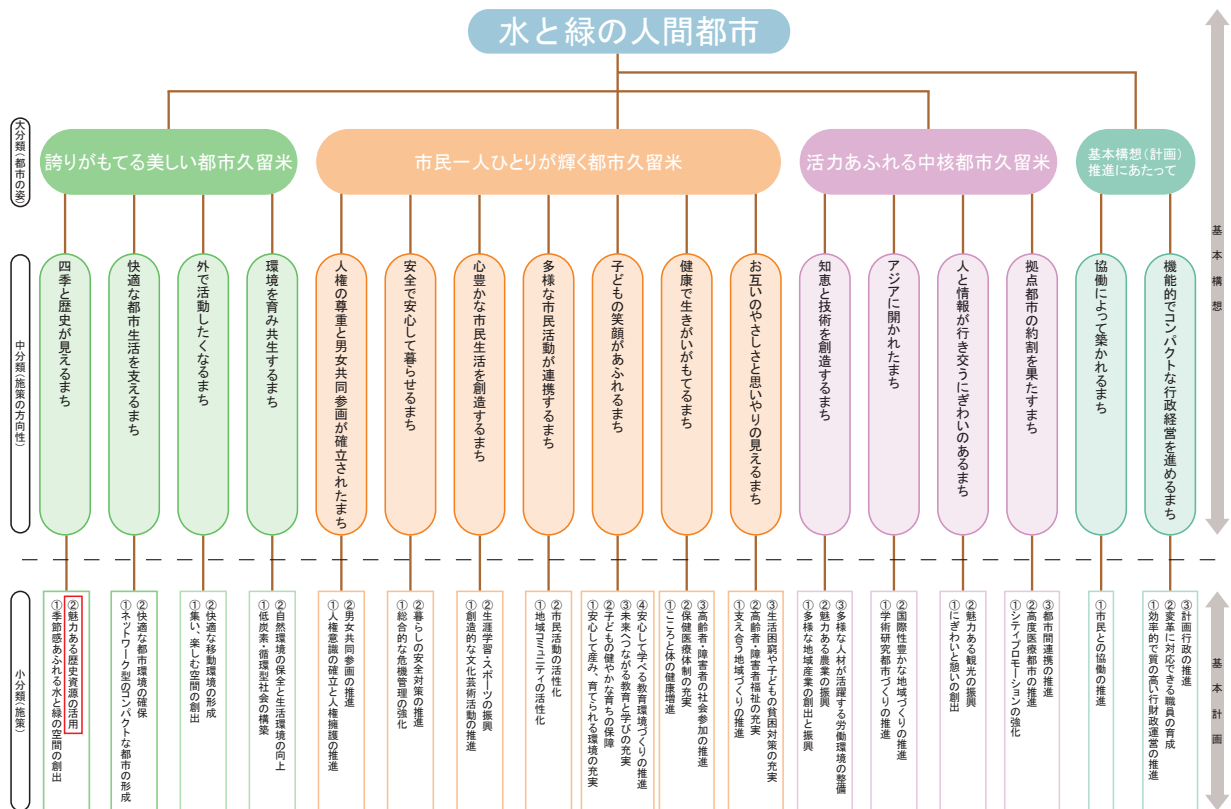 水と緑の人間都市
大分類(都市の姿)
誇りがもてる美しい都市久留米
市民一人ひとりが輝く都市久留米
活力あふれる中核都市久留米
基本構想(計画)
推進にあたって
中分類(施策の方向性)
四季と歴史が見えるまち
快適な都市生活を支えるまち
外で活動したくなるまち
環境を育み共生するまち
人権の尊重と男女共同参画が確立されたまち
安全で安心して暮らせるまち
心豊かな市民生活を創造するまち
多様な市民活動が連携するまち
子どもの笑顔があふれるまち
健康で生きがいがもてるまち
お互いのやさしさと思いやりの見えるまち
知恵と技術を創造するまち
アジアに開かれたまち
人と情報が行き交うにぎわいのあるまち
拠点都市の約割を果たすまち
協働によって築かれるまち
機能的でコンパクトな行政経営を進めるまち
基本構想
小分類(施策)
①季節感あふれる水と緑の空間の創出
②魅力ある歴史資源の活用
①ネットワーク型のコンパクトな都市の形成
②快適な都市環境の確保
①集い、楽しむ空間の創出
②快適な移動環境の形成
①低炭素・循環型社会の構築
②自然環境の保全と生活環境の向上
①人権意識の確立と人権擁護の推進
②男女共同参画の推進
①総合的な危機管理の強化
②暮らしの安全対策の推進
①創造的な文化芸術活動の推進
②生涯学習・スポーツの振興
①地域コミュニティの活性化
②市民活動の活性化
①安心して産み、育てられる環境の充実
②子どもの健やかな育ちの保障
③未来へつながる教育と学びの充実
④安心して学べる教育環境づくりの推進
①こころと体の健康増進
②保健医療体制の充実
③高齢者・障害者の社会参加の推進
①支え合う地域づくりの推進
②高齢者・障害者福祉の充実
③生活困窮や子どもの貧困対策の充実
①多様な地域産業の創出と振興
②魅力ある農業の振興
③多様な人材が活躍する労働環境の整備
①学術研究都市づくりの推進
②国際性豊かな地域づくりの推進
①にぎわいと憩いの創出
②魅力ある観光の振興
①シティプロモーションの強化
②高度医療都市の推進
③都市間連携の推進
①市民との協働の推進
①効率的で質の高い行財政運営の推進
②変革に対応できる職員の育成
③計画行政の推進
基本計画